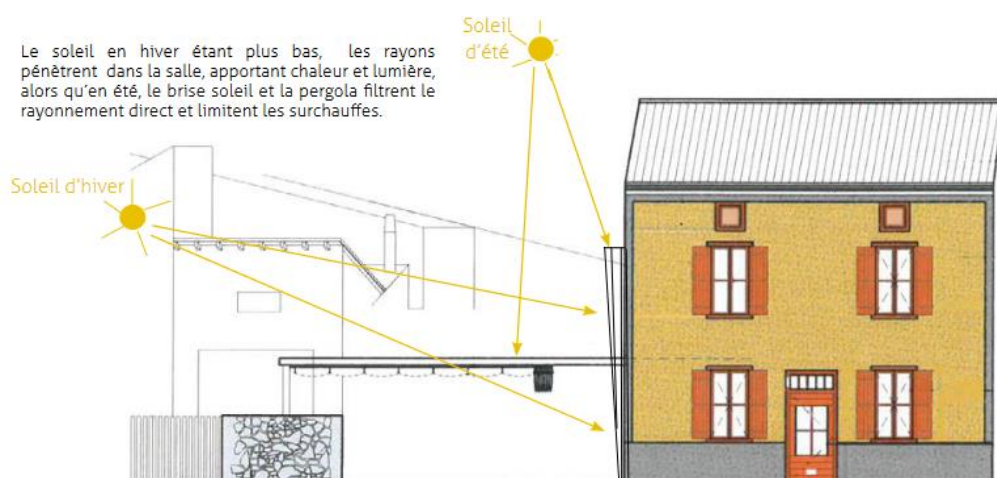 Le soleil en hiver étant plus bas, les rayons
pénètrent dans la salle, apportant chaleur et lumière,
alors qu'en été, le brise soleil et la pergola filtrent le
rayonnement direct et limitent les surchauffes.
Soleil
d'été
Soleil d'hiver